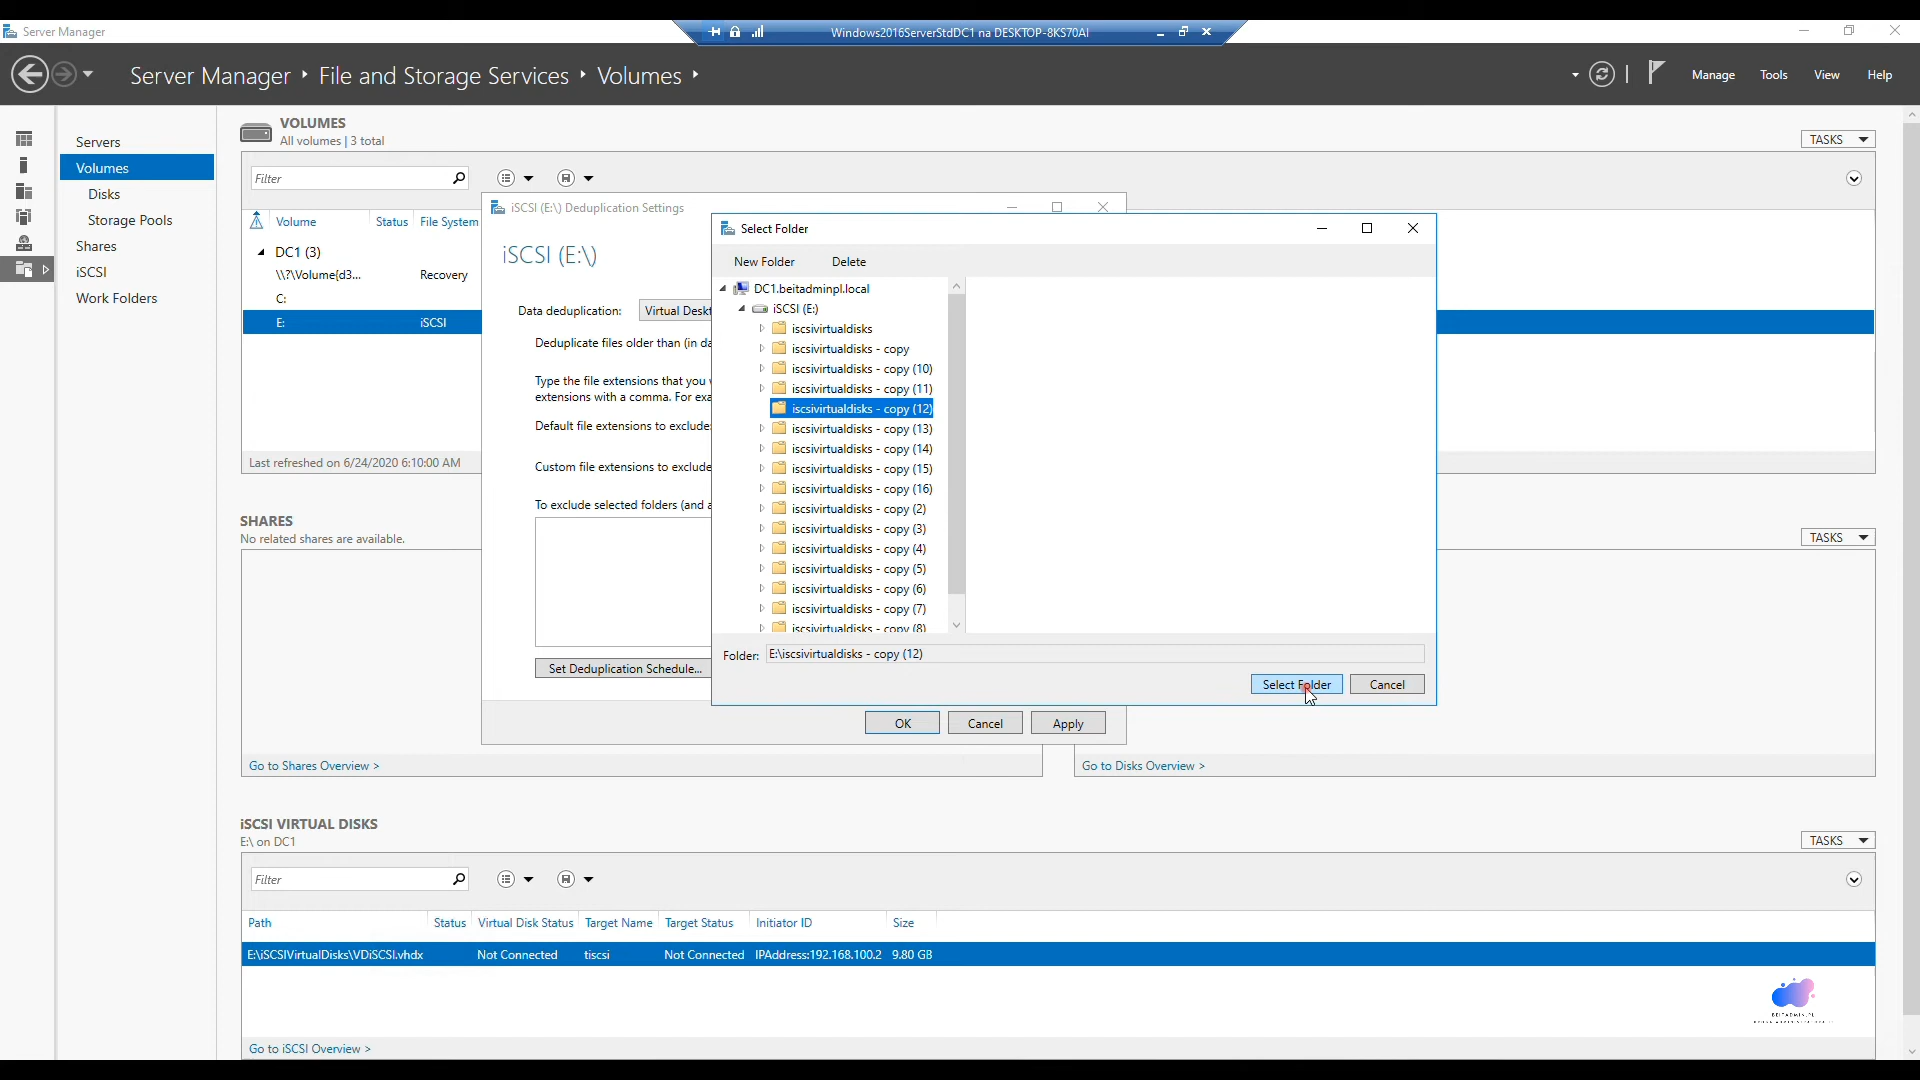 Server Manager
Windows2016ServerStdDC1 na DESKTOP-8KS70AI
Server Manager File and Storage Services Volumes
Manage Tools View Help
Servers
Volumes
Disks
Storage Pools
Shares
iSCSI
Work Folders
VOLUMES
All volumes | 3 total
TASKS
Filter
Volume Status File System
DC1 (3)
\\?\Volume{d3... Recovery
C:
E: iSCSI
Last refreshed on 6/24/2020 6:10:00 AM
iSCSI (E:\) Deduplication Settings
iSCSI (E:\)
Data deduplication: Virtual Deskt
Deduplicate files older than (in da
Type the file extensions that you
extensions with a comma. For exa
Default file extensions to exclude:
Custom file extensions to exclude
To exclude selected folders (and a
Set Deduplication Schedule...
OK Cancel Apply
Select Folder
New Folder Delete
DC1.beitadminpl.local
iSCSI (E:)
iscsivirtualdisks
iscsivirtualdisks - copy
iscsivirtualdisks - copy (10)
iscsivirtualdisks - copy (11)
iscsivirtualdisks - copy (12)
iscsivirtualdisks - copy (13)
iscsivirtualdisks - copy (14)
iscsivirtualdisks - copy (15)
iscsivirtualdisks - copy (16)
iscsivirtualdisks - copy (2)
iscsivirtualdisks - copy (3)
iscsivirtualdisks - copy (4)
iscsivirtualdisks - copy (5)
iscsivirtualdisks - copy (6)
iscsivirtualdisks - copy (7)
iscsivirtualdisks - copy (8)
Folder: E:\iscsivirtualdisks - copy (12)
Select Folder Cancel
SHARES
No related shares are available.
TASKS
Go to Shares Overview >
Go to Disks Overview >
iSCSI VIRTUAL DISKS
E:\ on DC1
TASKS
Filter
Path Status Virtual Disk Status Target Name Target Status Initiator ID Size
E:\iSCSIVirtualDisks\VDiSCSI.vhdx Not Connected tiscsi Not Connected IPAddress:192.168.100.2 9.80 GB
BEITADMIN.PL
Go to iSCSI Overview >